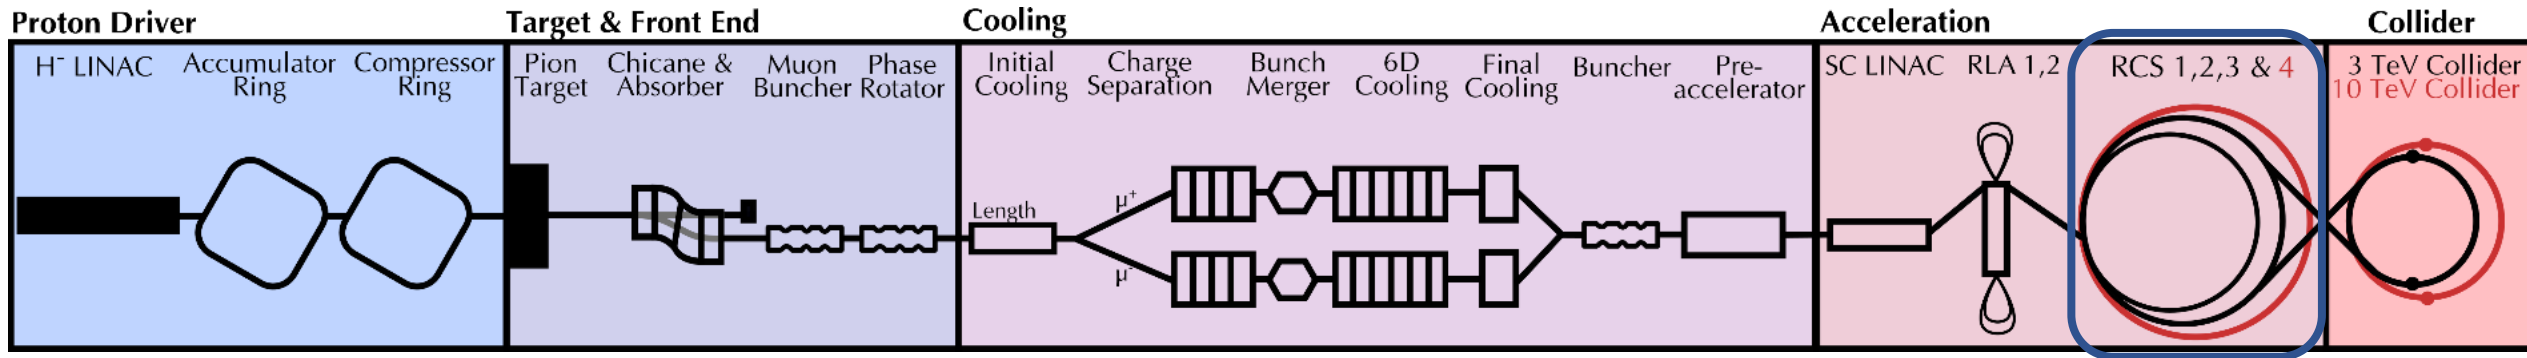 Proton Driver
Target & Front End
Cooling
Acceleration
Collider
H⁻ LINAC
Accumulator
Ring
Compressor
Ring
Pion
Target
Chicane &
Absorber
Muon
Buncher
Phase
Rotator
Initial
Cooling
Charge
Separation
Bunch
Merger
6D
Cooling
Final
Cooling
Buncher
Pre-
accelerator
SC LINAC
RLA 1,2
RCS 1,2,3 & 4
3 TeV Collider
10 TeV Collider
Length
μ⁺
μ⁻